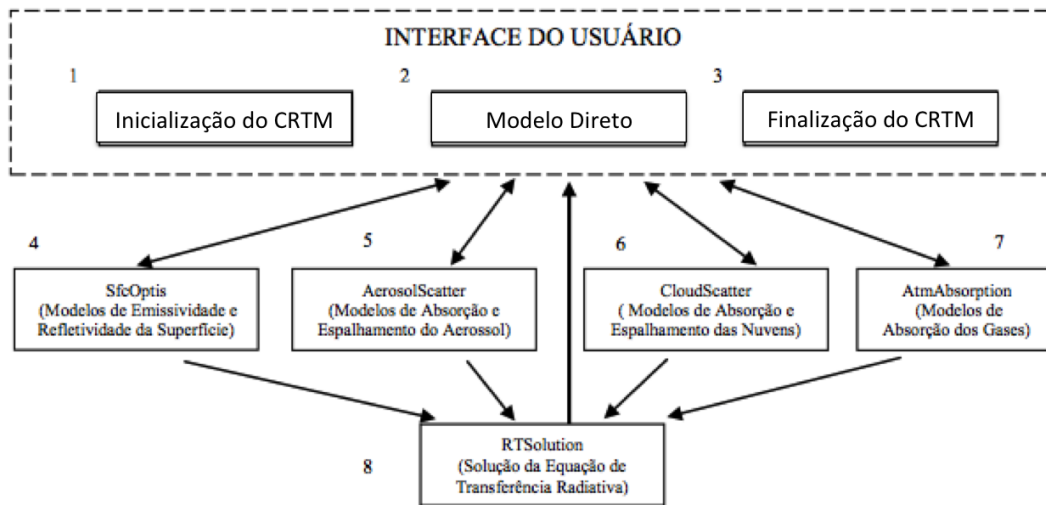 INTERFACE DO USUÁRIO
1
2
3
Inicialização do CRTM
Modelo Direto
Finalização do CRTM
4
5
6
7
SfcOptis
(Modelos de Emissividade e
Refletividade da Superfície)
AerosolScatter
(Modelos de Absorção e
Espalhamento do Aerossol)
CloudScatter
( Modelos de Absorção e
Espalhamento das Nuvens)
AtmAbsorption
(Modelos de
Absorção dos Gases)
8
RTSolution
(Solução da Equação de
Transferência Radiativa)